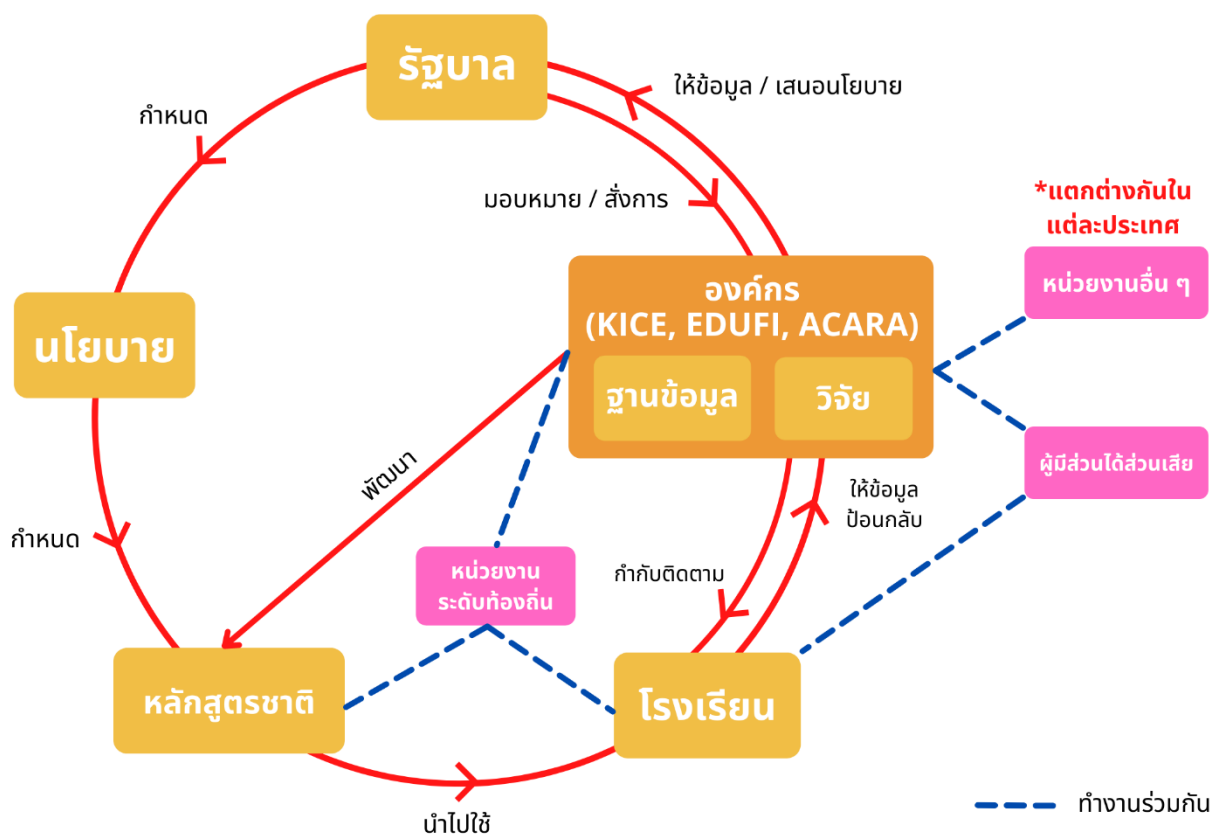 รัฐบาล
ให้ข้อมูล / เสนอนโยบาย
กำหนด
มอบหมาย / สั่งการ
*แตกต่างกันใน
แต่ละประเทศ
หน่วยงานอื่น ๆ
องค์กร
(KICE, EDUFI, ACARA)
นโยบาย
ฐานข้อมูล
วิจัย
ผู้มีส่วนได้ส่วนเสีย
พัฒนา
ให้ข้อมูล
ป้อนกลับ
กำหนด
หน่วยงาน
ระดับท้องถิ่น
กำกับติดตาม
หลักสูตรชาติ
โรงเรียน
นำไปใช้
ทำงานร่วมกัน